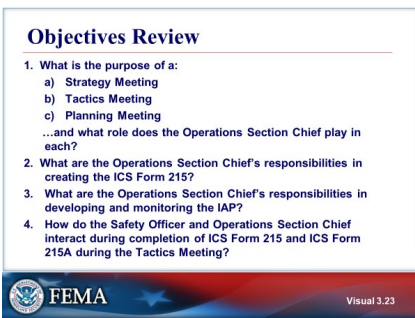 Objectives Review
1. What is the purpose of a:
a) Strategy Meeting
b) Tactics Meeting
c) Planning Meeting
…and what role does the Operations Section Chief play in
each?
2. What are the Operations Section Chief's responsibilities in
creating the ICS Form 215?
3. What are the Operations Section Chief's responsibilities in
developing and monitoring the IAP?
4. How do the Safety Officer and Operations Section Chief
interact during completion of ICS Form 215 and ICS Form
215A during the Tactics Meeting?
FEMA
Visual 3.23